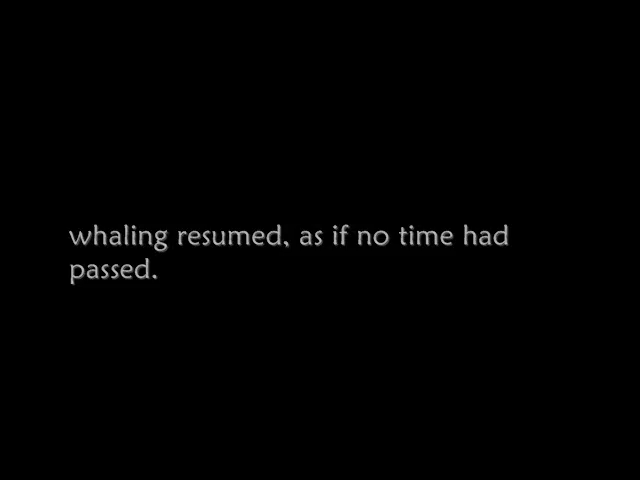 whaling resumed, as if no time had
passed.